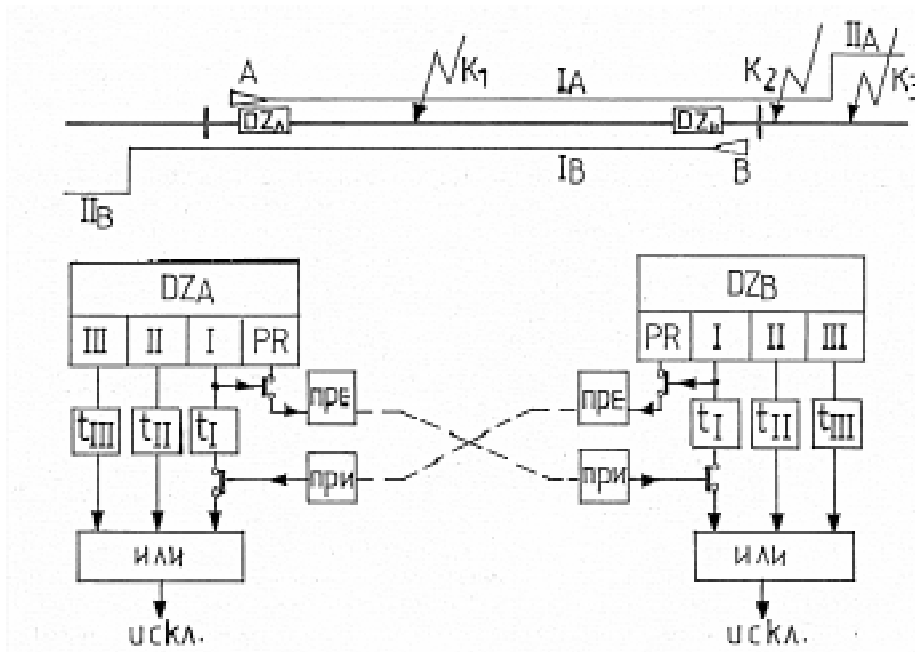 A K₁ IA K₂ IIA K₃
DZA DZB
IB B
IIB
DZA DZB
III II I PR PR I II III
ПРЕ ПРЕ
tIII tII tI tI tII tIII
ПРИ ПРИ
ИЛИ ИЛИ
ИСКЛ. ИСКЛ.